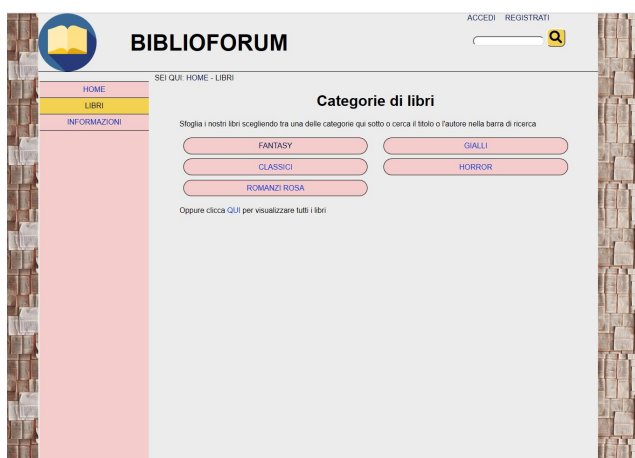 ACCEDI REGISTRATI
BIBLIOFORUM
SEI QUI: HOME - LIBRI
HOME
LIBRI
INFORMAZIONI
Categorie di libri
Sfoglia i nostri libri scegliendo tra una delle categorie qui sotto o cerca il titolo o l'autore nella barra di ricerca
FANTASY
GIALLI
CLASSICI
HORROR
ROMANZI ROSA
Oppure clicca QUI per visualizzare tutti i libri